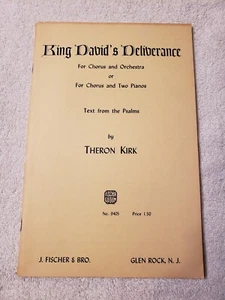 King David's Deliverance
For Chorus and Orchestra
or
For Chorus and Two Pianos
Text from the Psalms
by
THERON KIRK
No. 9421 Price 1.50
J. FISCHER & BRO. GLEN ROCK, N. J.